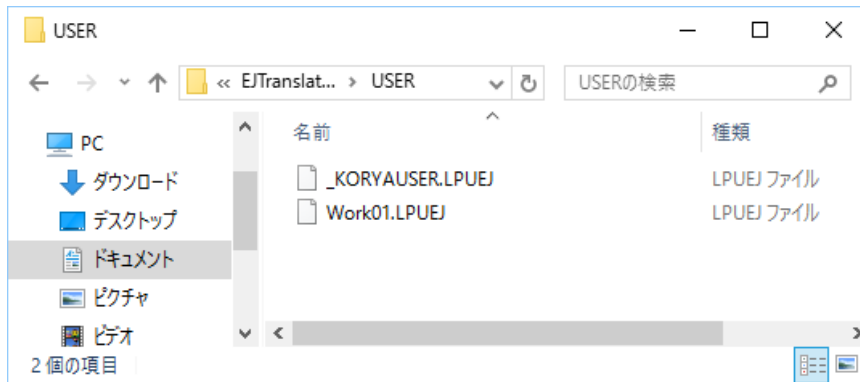 USER
« EJTranslat... › USER
USERの検索
PC
ダウンロード
デスクトップ
ドキュメント
ピクチャ
ビデオ
名前 種類
_KORYAUSER.LPUEJ LPUEJ ファイル
Work01.LPUEJ LPUEJ ファイル
2 個の項目